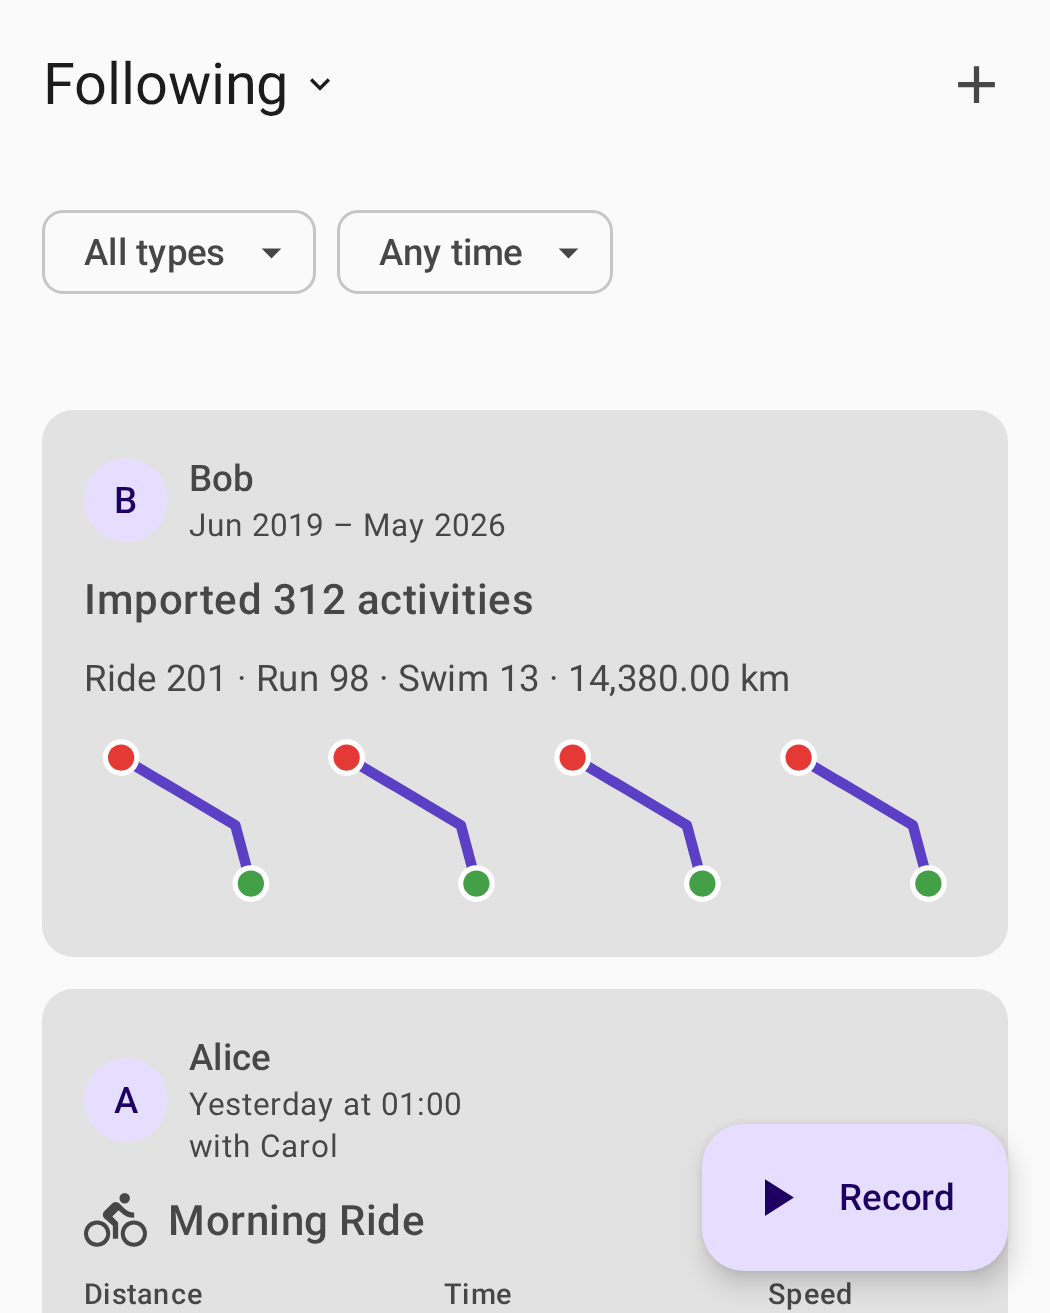 Following
All types
Any time
B
Bob
Jun 2019 – May 2026
Imported 312 activities
Ride 201 · Run 98 · Swim 13 · 14,380.00 km
A
Alice
Yesterday at 01:00
with Carol
Record
Morning Ride
Distance
Time
Speed